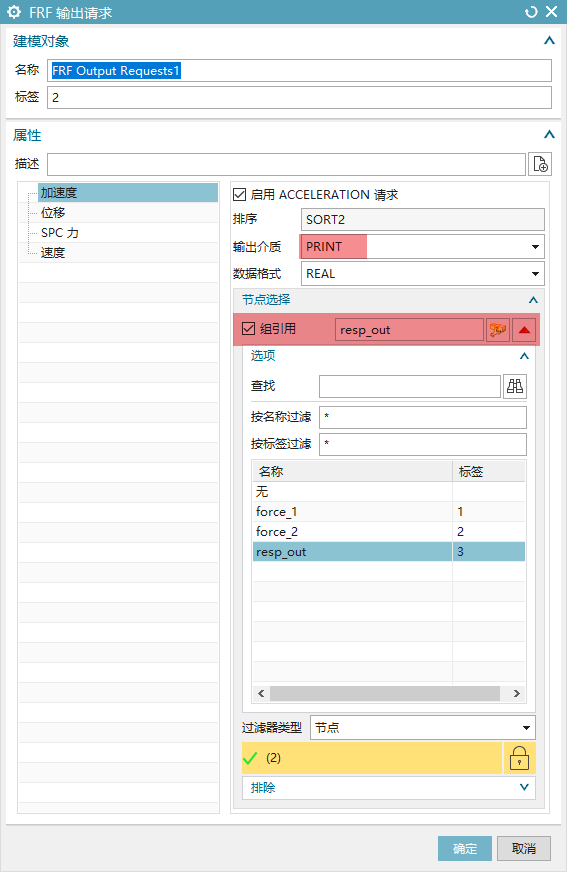 FRF 输出请求
建模对象
名称 FRF Output Requests1
标签 2
属性
描述
加速度
位移
SPC 力
速度
启用 ACCELERATION 请求
排序 SORT2
输出介质 PRINT
数据格式 REAL
节点选择
组引用 resp_out
选项
查找
按名称过滤 *
按标签过滤 *
名称 标签
无
force_1 1
force_2 2
resp_out 3
过滤器类型 节点
(2)
排除
确定 取消